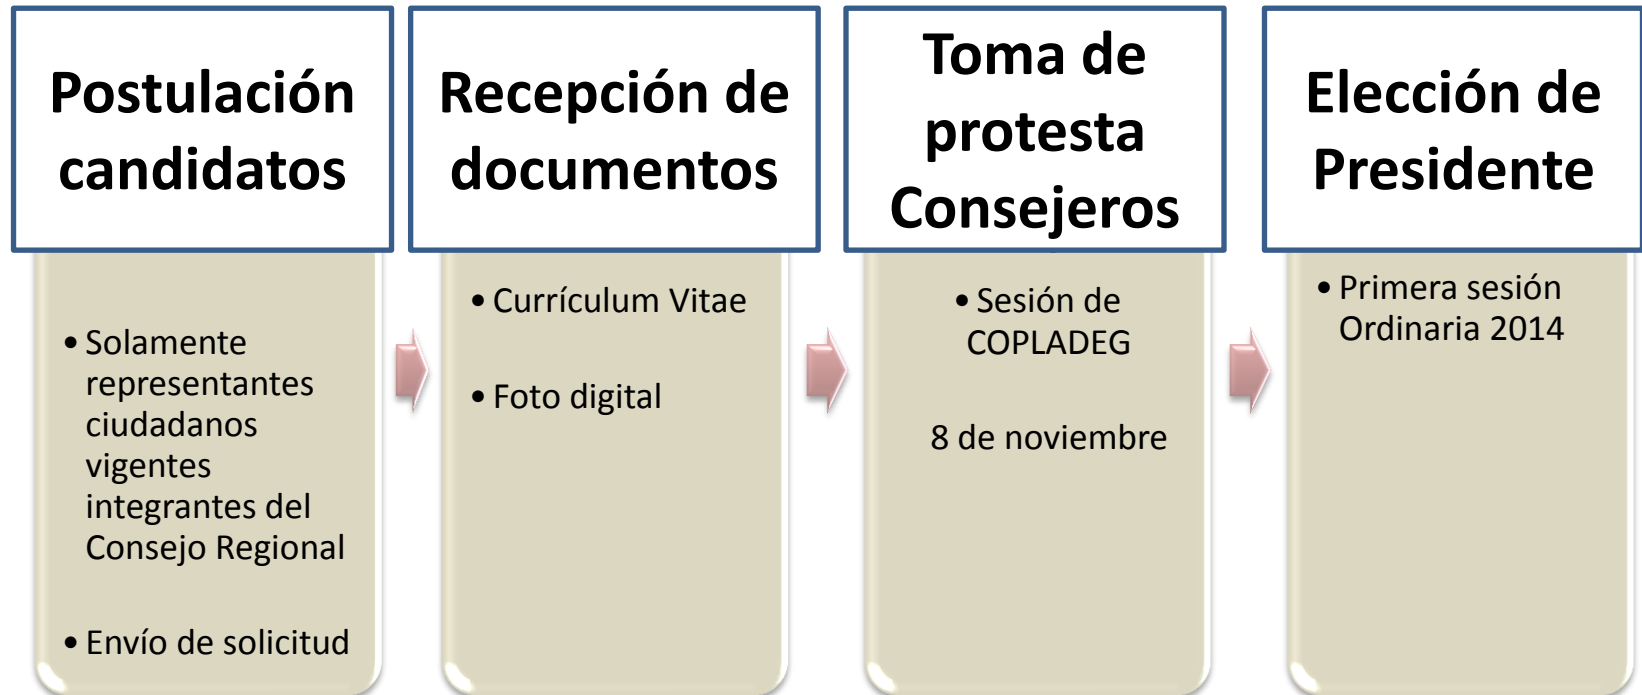 Postulación
candidatos
• Solamente
representantes
ciudadanos
vigentes
integrantes del
Consejo Regional
• Envío de solicitud
Recepción de
documentos
• Currículum Vitae
• Foto digital
Toma de
protesta
Consejeros
• Sesión de
COPLADEG
8 de noviembre
Elección de
Presidente
• Primera sesión
Ordinaria 2014